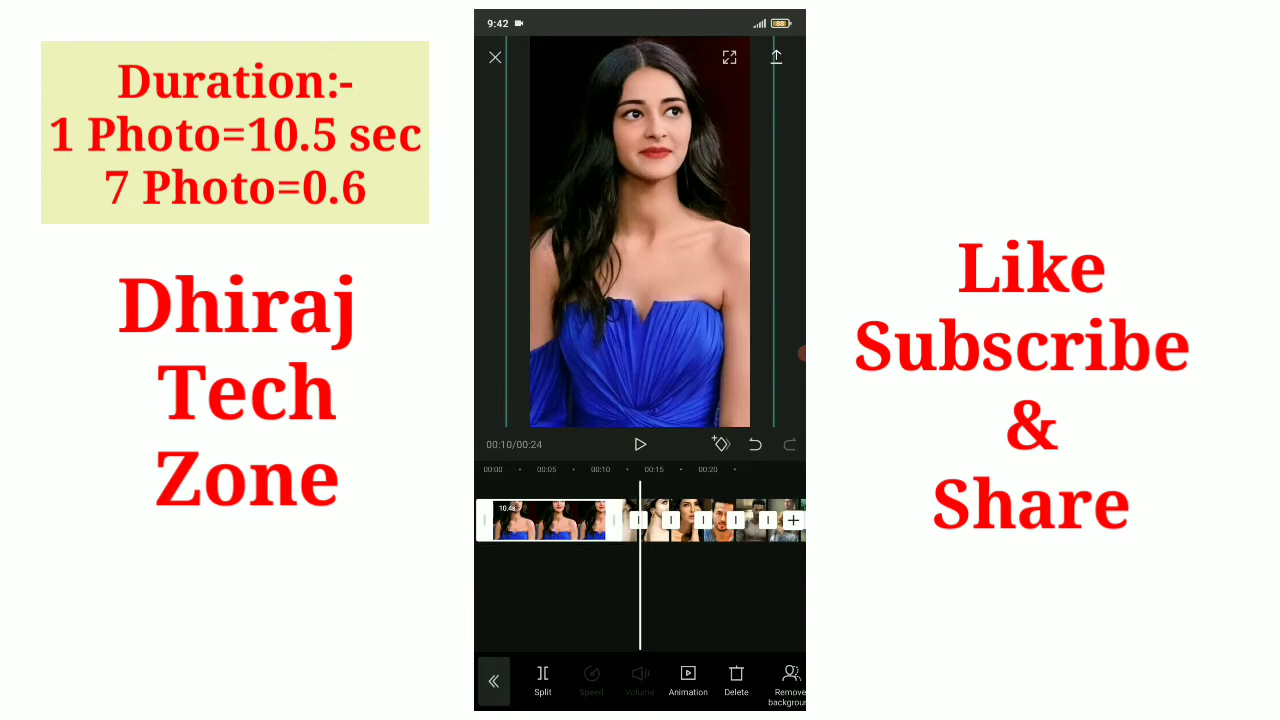 Duration:-
1 Photo=10.5 sec
7 Photo=0.6
Dhiraj
Tech
Zone
9:42
88
00:10/00:24
00:00 00:05 00:10 00:15 00:20
10.4s
Split Speed Volume Animation Delete Remove
backgroun
Like
Subscribe
&
Share